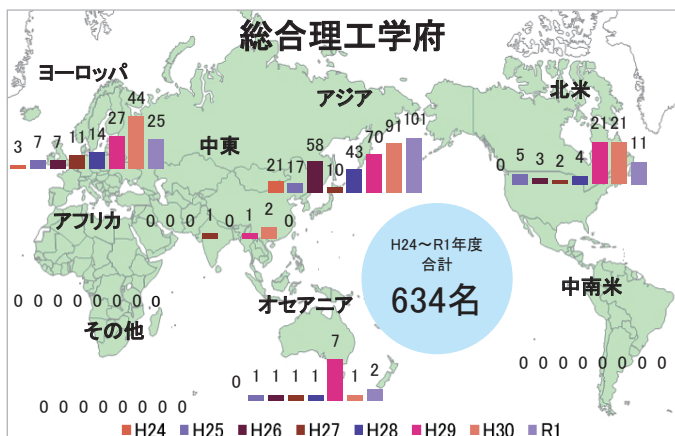 総合理工学府
ヨーロッパ
3 7 7 11 14 27 44 25
アジア
21 17 58 10 43 70 91 101
北米
0 5 3 2 4 21 21 11
中東
0 0 0 1 0 1 2 0
アフリカ
0 0 0 0 0 0 0 0
H24～R1年度
合計
634名
中南米
0 0 0 0 0 0 0 0
オセアニア
0 1 1 1 1 7 1 2
その他
0 0 0 0 0 0 0 0
H24 H25 H26 H27 H28 H29 H30 R1